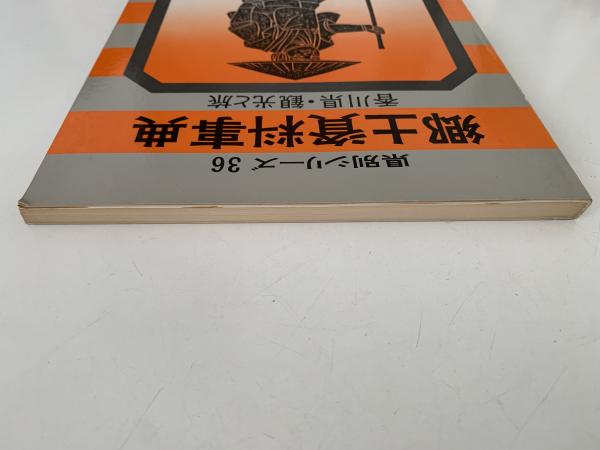 県別シリーズ 36
郷土資料事典
香川県・観光と旅